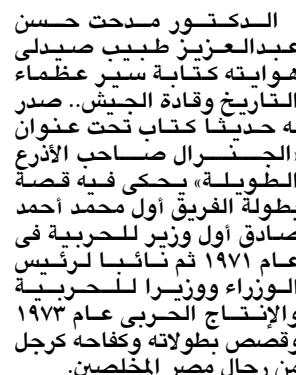 الدكتور مدحت حسن
عبدالعزيز طبيب صيدلى
هوايته كتابة سير عظماء
التاريخ وقادة الجيش.. صدر
له حديثا كتاب تحت عنوان
«الجنرال صاحب الأذرع
الطويلة» يحكى فيه قصة
بطولة الفريق أول محمد أحمد
صادق أول وزير للحربية فى
عام ١٩٧١ ثم نائبا لرئيس
الوزراء ووزيرا للحربية
والإنتاج الحربى عام ١٩٧٣
وقصص بطولاته وكفاحه كرجل
من رجال مصر المخلصين.